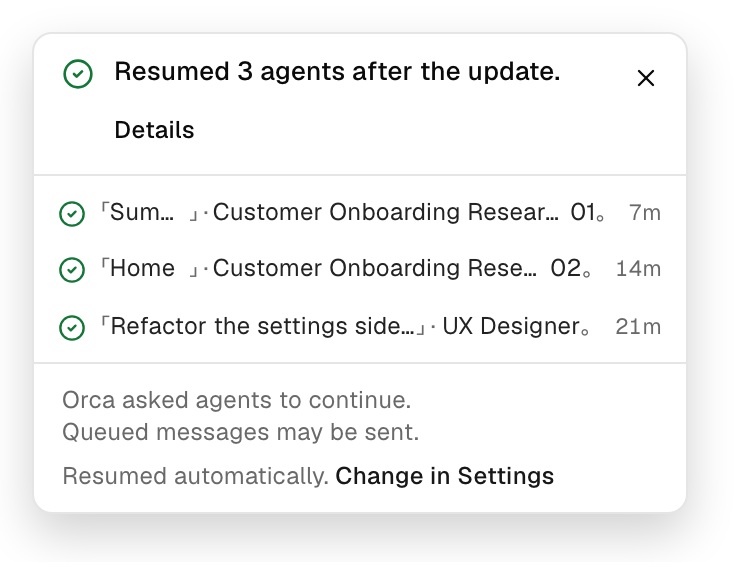 Resumed 3 agents after the update.
Details
「Sum… 」· Customer Onboarding Resear… 01。 7m
「Home 」· Customer Onboarding Rese… 02。 14m
「Refactor the settings side…」· UX Designer。 21m
Orca asked agents to continue.
Queued messages may be sent.
Resumed automatically. Change in Settings